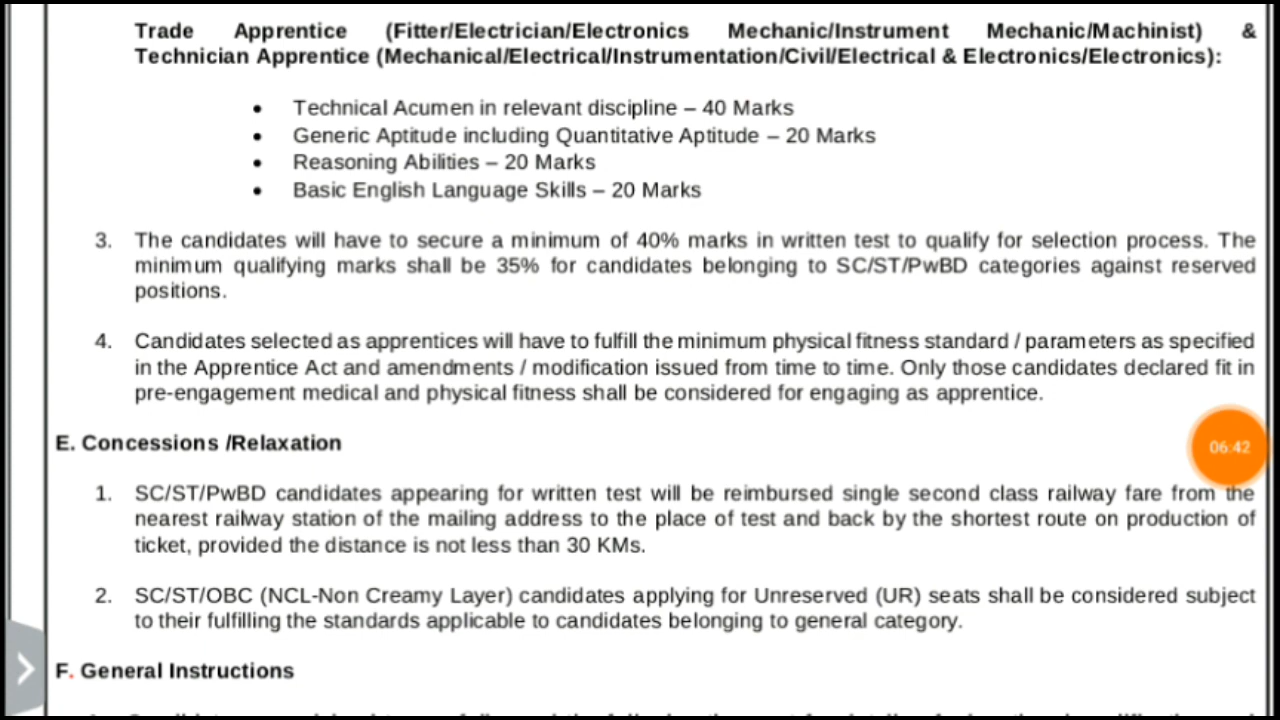 Trade Apprentice (Fitter/Electrician/Electronics Mechanic/Instrument Mechanic/Machinist) &
Technician Apprentice (Mechanical/Electrical/Instrumentation/Civil/Electrical & Electronics/Electronics):
• Technical Acumen in relevant discipline – 40 Marks
• Generic Aptitude including Quantitative Aptitude – 20 Marks
• Reasoning Abilities – 20 Marks
• Basic English Language Skills – 20 Marks
3. The candidates will have to secure a minimum of 40% marks in written test to qualify for selection process. The
minimum qualifying marks shall be 35% for candidates belonging to SC/ST/PwBD categories against reserved
positions.
4. Candidates selected as apprentices will have to fulfill the minimum physical fitness standard / parameters as specified
in the Apprentice Act and amendments / modification issued from time to time. Only those candidates declared fit in
pre-engagement medical and physical fitness shall be considered for engaging as apprentice.
E. Concessions /Relaxation
06:42
1. SC/ST/PwBD candidates appearing for written test will be reimbursed single second class railway fare from the
nearest railway station of the mailing address to the place of test and back by the shortest route on production of
ticket, provided the distance is not less than 30 KMs.
2. SC/ST/OBC (NCL-Non Creamy Layer) candidates applying for Unreserved (UR) seats shall be considered subject
to their fulfilling the standards applicable to candidates belonging to general category.
F. General Instructions